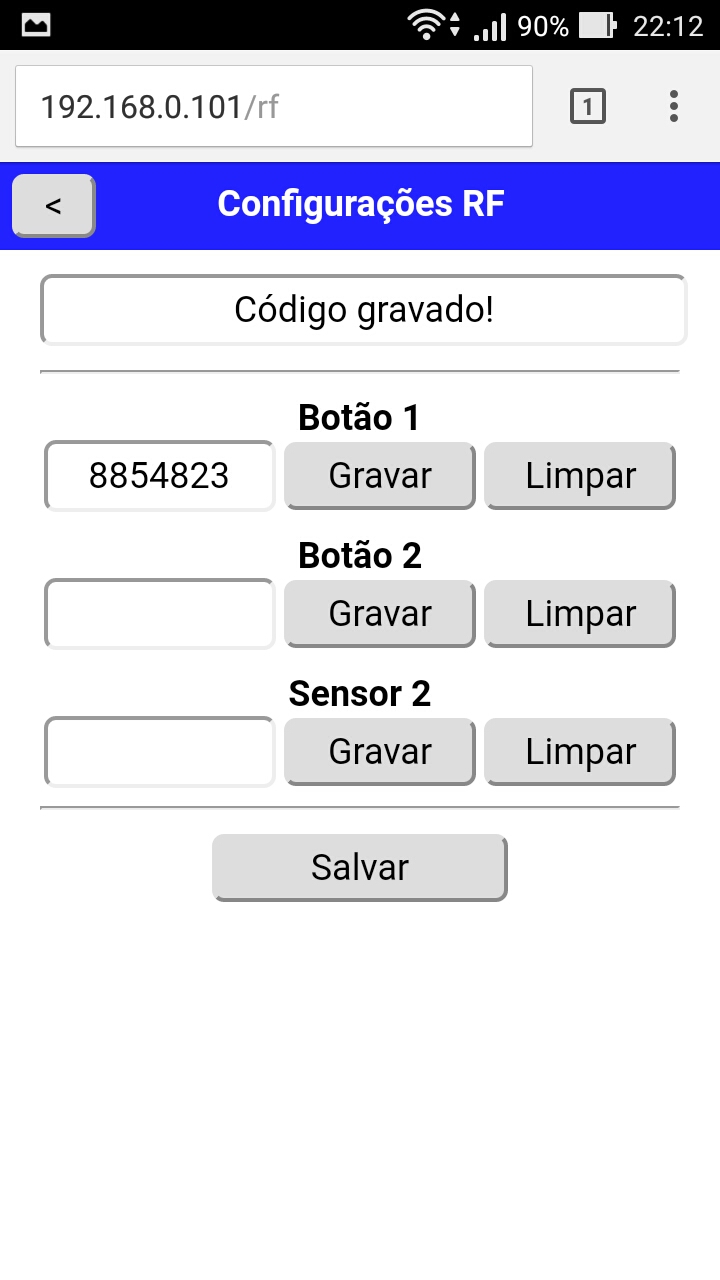 90% 22:12
192.168.0.101/rf 1
< Configurações RF
Código gravado!
Botão 1
8854823 Gravar Limpar
Botão 2
Gravar Limpar
Sensor 2
Gravar Limpar
Salvar